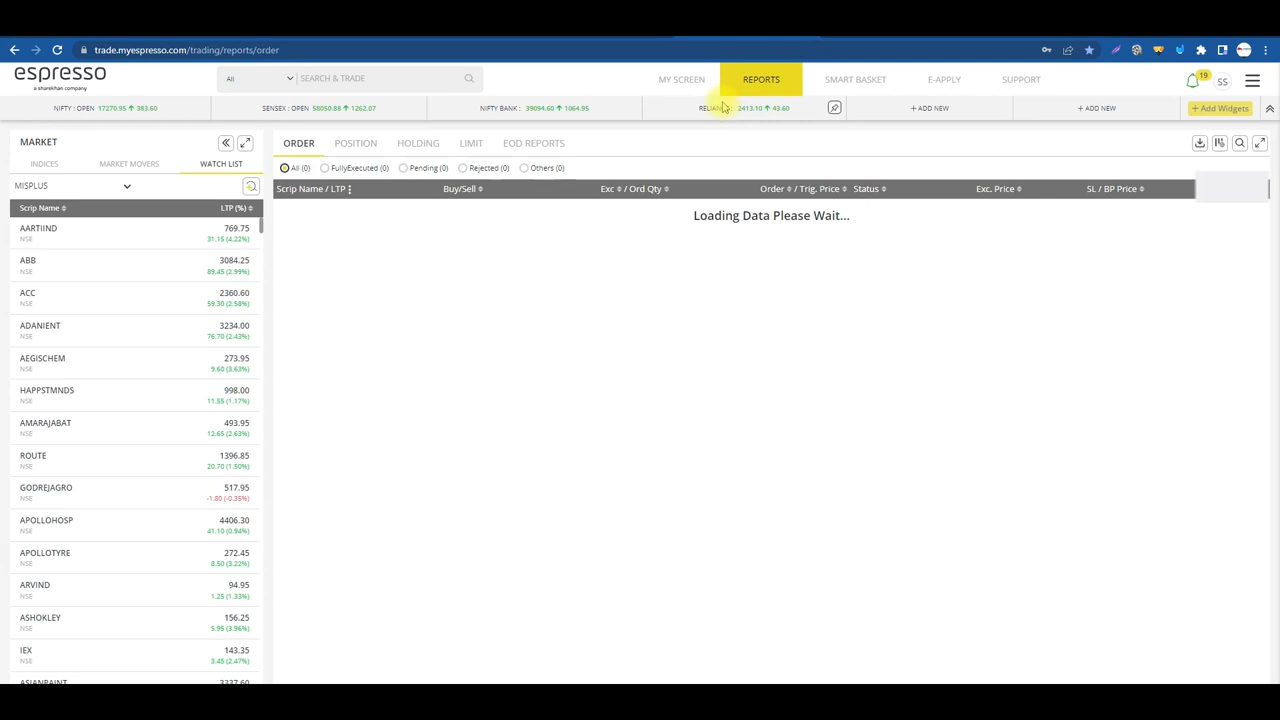 trade.myespresso.com/trading/reports/order
espresso
a sharekhan company
All
SEARCH & TRADE
MY SCREEN
REPORTS
SMART BASKET
E-APPLY
SUPPORT
19
SS
NIFTY : OPEN 17270.95 383.60
SENSEX : OPEN 58050.88 1262.07
NIFTY BANK : 39094.60 1064.95
2413.10 43.60
+ ADD NEW
+ ADD NEW
+ Add Widgets
MARKET
INDICES
MARKET MOVERS
WATCH LIST
MISPLUS
Scrip Name
LTP (%)
AARTIIND 769.75
NSE 31.15 (4.22%)
ABB 3084.25
NSE 89.45 (2.99%)
ACC 2360.60
NSE 59.30 (2.58%)
ADANIENT 3234.00
NSE 76.70 (2.43%)
AEGISCHEM 273.95
NSE 9.60 (3.63%)
HAPPSTMNDS 998.00
NSE 11.55 (1.17%)
AMARAJABAT 493.95
NSE 12.65 (2.63%)
ROUTE 1396.85
NSE 20.70 (1.50%)
GODREJAGRO 517.95
NSE -1.80 (-0.35%)
APOLLOHOSP 4406.30
NSE 41.10 (0.94%)
APOLLOTYRE 272.45
NSE 8.50 (3.22%)
ARVIND 94.95
NSE 1.25 (1.33%)
ASHOKLEY 156.25
NSE 5.95 (3.96%)
IEX 143.35
NSE 3.45 (2.47%)
ASIANPAINT 3337.60
ORDER
POSITION
HOLDING
LIMIT
EOD REPORTS
All (0)
FullyExecuted (0)
Pending (0)
Rejected (0)
Others (0)
Scrip Name / LTP
Buy/Sell
Exc / Ord Qty
Order / Trig. Price
Status
Exc. Price
SL / BP Price
Loading Data Please Wait...